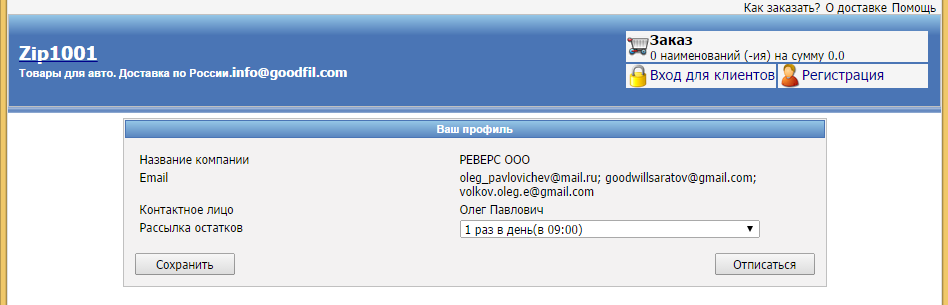 Как заказать? О доставке Помощь
Zip1001
Товары для авто. Доставка по России.info@goodfil.com
Заказ
0 наименований (-ия) на сумму 0.0
Вход для клиентов
Регистрация
Ваш профиль
Название компании РЕВЕРС ООО
Email oleg_pavlovichev@mail.ru; goodwillsaratov@gmail.com;
volkov.oleg.e@gmail.com
Контактное лицо Олег Павлович
Рассылка остатков 1 раз в день(в 09:00)
Сохранить Отписаться